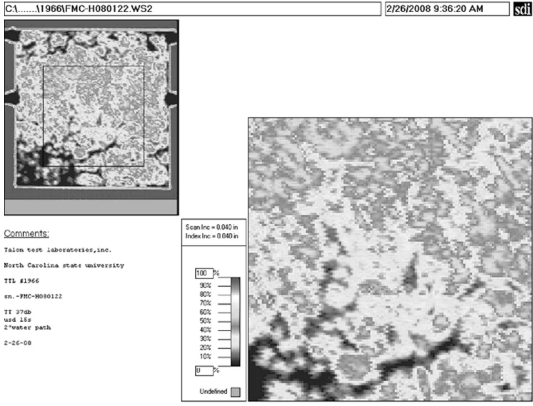 C:\.......\1966\FMC-H080122.WS2
2/26/2008 9:36:20 AM
sdi
Comments:
Talon test laboratories,inc.
North Carolina state university
TTL #1966
sn.-FMC-H080122
TT 37db
usd 15s
2"water path
2-26-08
Scan Inc = 0.040 in
Index Inc = 0.040 in
100 %
90%
80%
70%
60%
50%
40%
30%
20%
10%
0 %
Undefined